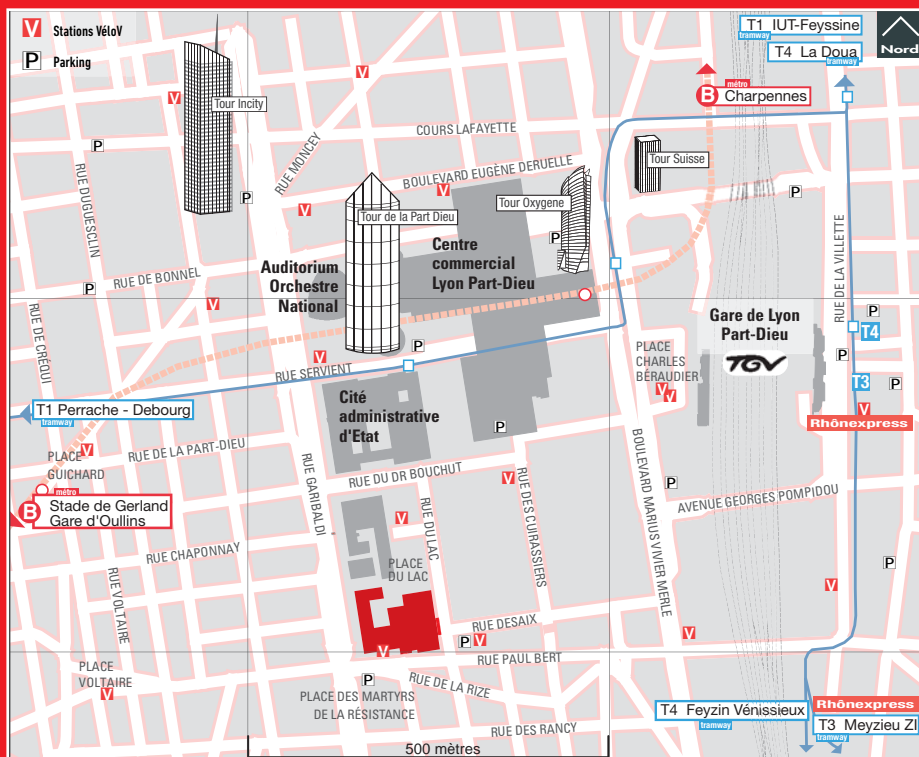 V Stations VéloV
P Parking
T1 IUT-Feyssine
tramway
T4 La Doua
tramway
Nord
métro
B Charpennes
Tour Incity
COURS LAFAYETTE
Tour Suisse
RUE MONCEY
BOULEVARD EUGÈNE DERUELLE
RUE DUGUESCLIN
Tour de la Part Dieu
Tour Oxygene
Centre
commercial
Lyon Part-Dieu
Auditorium
Orchestre
National
RUE DE BONNEL
RUE DE LA VILLETTE
Gare de Lyon
Part-Dieu
TGV
T4
RUE DE CRÉQUI
PLACE
CHARLES
BÉRAUDIER
RUE SERVIENT
T3
Rhônexpress
Cité
administrative
d'Etat
T1 Perrache - Debourg
tramway
RUE DE LA PART-DIEU
PLACE
GUICHARD
RUE DU DR BOUCHUT
métro
B Stade de Gerland
Gare d'Oullins
RUE GARIBALDI
RUE DU LAC
RUE DES CUIRASSIERS
BOULEVARD MARIUS VIVIER MERLE
AVENUE GEORGES POMPIDOU
RUE CHAPONNAY
PLACE
DU LAC
RUE VOLTAIRE
RUE DESAIX
RUE PAUL BERT
PLACE
VOLTAIRE
RUE DE LA RIZE
PLACE DES MARTYRS
DE LA RÉSISTANCE
RUE DES RANCY
T4 Feyzin Vénissieux
tramway
Rhônexpress
T3 Meyzieu ZI
tramway
500 mètres